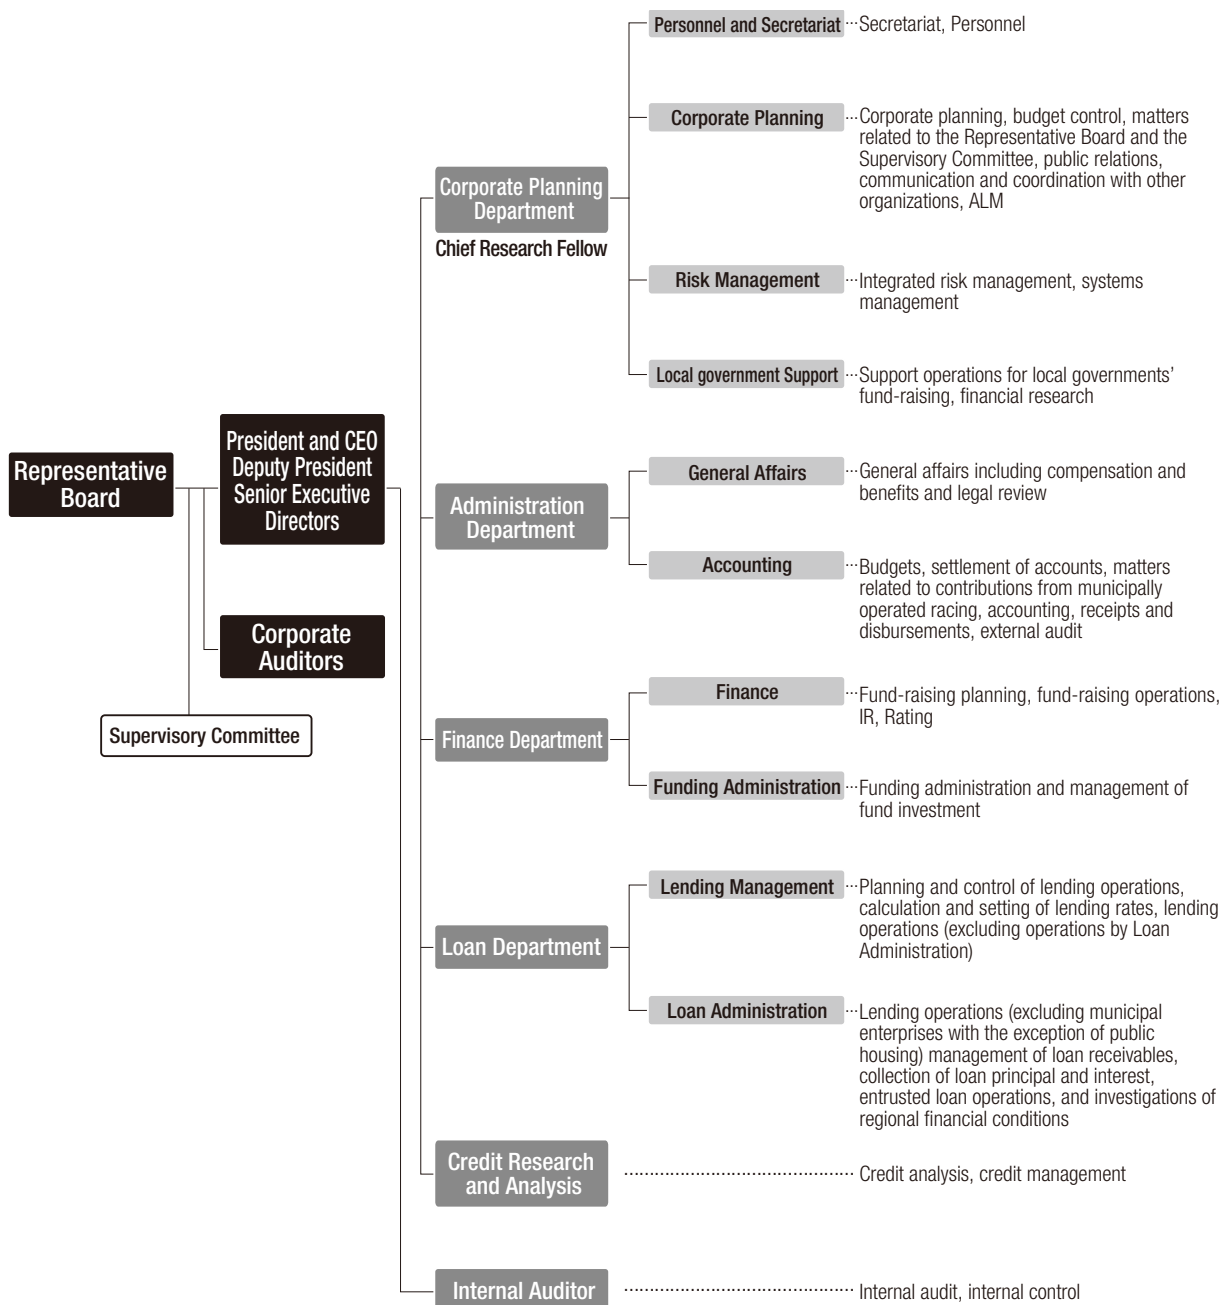 Representative
Board
President and CEO
Deputy President
Senior Executive
Directors
Corporate
Auditors
Supervisory Committee
Corporate Planning
Department
Chief Research Fellow
Personnel and Secretariat
Secretariat, Personnel
Corporate Planning
Corporate planning, budget control, matters
related to the Representative Board and the
Supervisory Committee, public relations,
communication and coordination with other
organizations, ALM
Risk Management
Integrated risk management, systems
management
Local government Support
Support operations for local governments’
fund-raising, financial research
Administration
Department
General Affairs
General affairs including compensation and
benefits and legal review
Accounting
Budgets, settlement of accounts, matters
related to contributions from municipally
operated racing, accounting, receipts and
disbursements, external audit
Finance Department
Finance
Fund-raising planning, fund-raising operations,
IR, Rating
Funding Administration
Funding administration and management of
fund investment
Loan Department
Lending Management
Planning and control of lending operations,
calculation and setting of lending rates, lending
operations (excluding operations by Loan
Administration)
Loan Administration
Lending operations (excluding municipal
enterprises with the exception of public
housing) management of loan receivables,
collection of loan principal and interest,
entrusted loan operations, and investigations of
regional financial conditions
Credit Research
and Analysis
Credit analysis, credit management
Internal Auditor
Internal audit, internal control